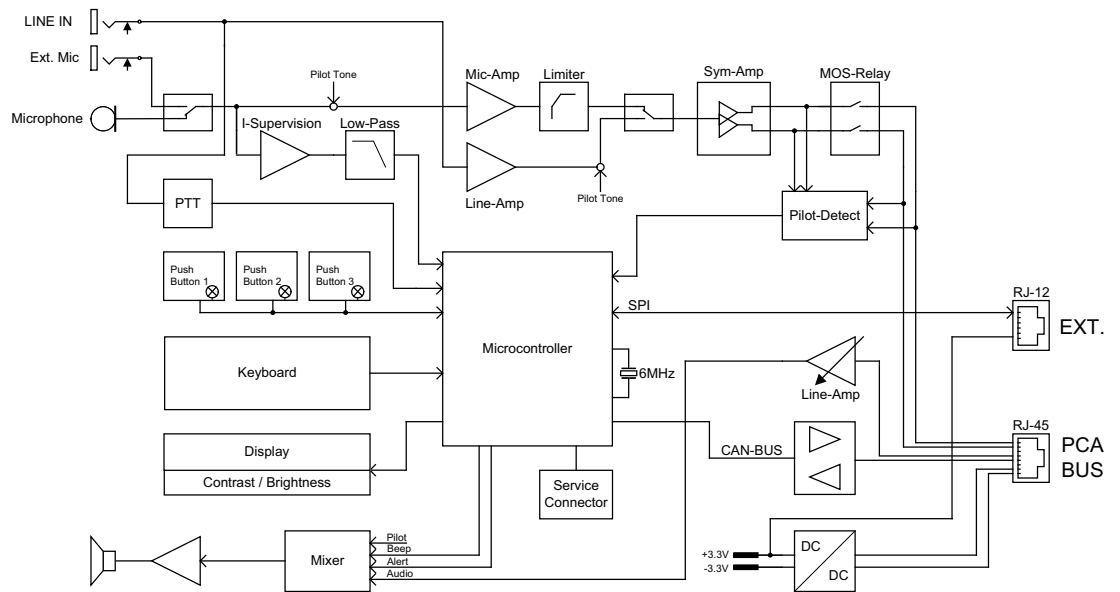 LINE IN
Ext. Mic
Microphone
Pilot Tone
I-Supervision
Low-Pass
Mic-Amp
Limiter
Sym-Amp
MOS-Relay
Line-Amp
Pilot Tone
PTT
Pilot-Detect
Push
Button 1
Push
Button 2
Push
Button 3
SPI
RJ-12
EXT.
Microcontroller
Keyboard
6MHz
Line-Amp
RJ-45
PCA
BUS
Display
Contrast / Brightness
CAN-BUS
Service
Connector
Mixer
Pilot
Beep
Alert
Audio
+3.3V
-3.3V
DC
DC